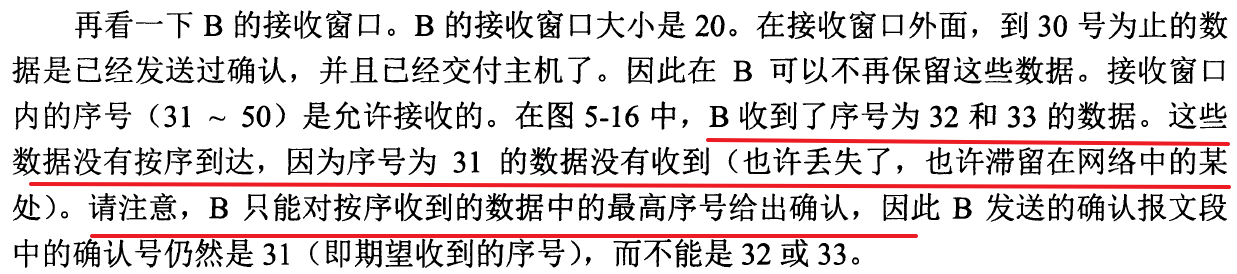 再看一下 B 的接收窗口。B 的接收窗口大小是 20。在接收窗口外面，到 30 号为止的数
据是已经发送过确认，并且已经交付主机了。因此在 B 可以不再保留这些数据。接收窗口
内的序号（31 ~ 50）是允许接收的。在图 5-16 中，B 收到了序号为 32 和 33 的数据。这些
数据没有按序到达，因为序号为 31 的数据没有收到（也许丢失了，也许滞留在网络中的某
处）。请注意，B 只能对按序收到的数据中的最高序号给出确认，因此 B 发送的确认报文段
中的确认号仍然是 31（即期望收到的序号），而不能是 32 或 33。